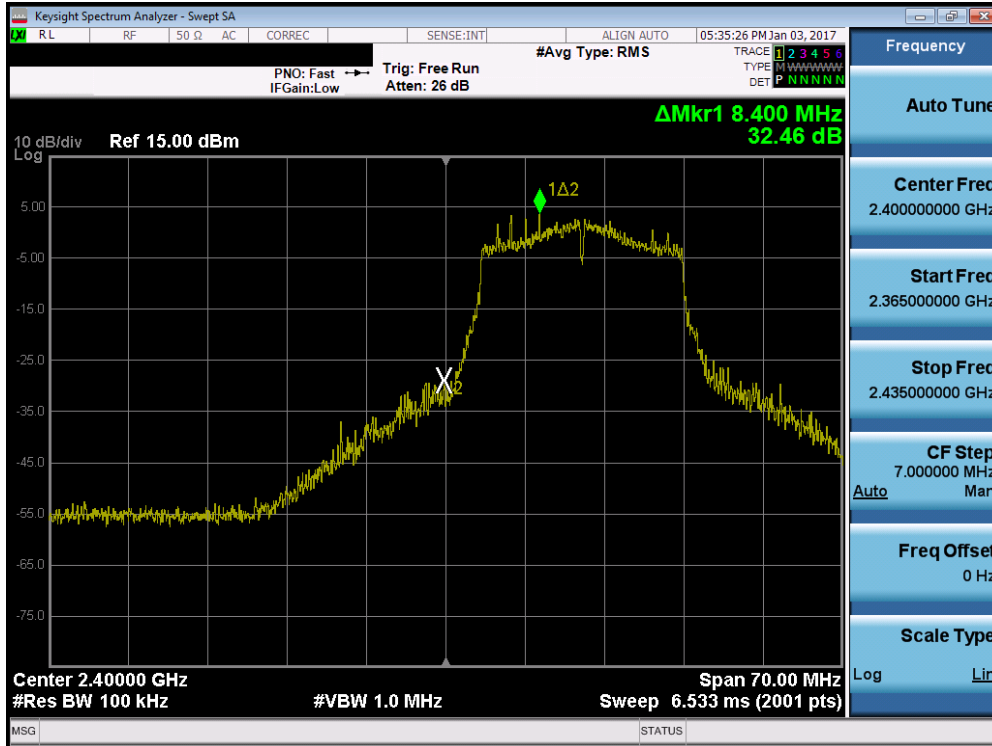 Keysight Spectrum Analyzer - Swept SA
LXI RL RF 50 Ω AC CORREC SENSE:INT ALIGN AUTO 05:35:26 PM Jan 03, 2017
#Avg Type: RMS
TRACE 1 2 3 4 5 6
PNO: Fast Trig: Free Run
TYPE M WWWWW
IFGain:Low Atten: 26 dB
DET P N N N N N
ΔMkr1 8.400 MHz
32.46 dB
10 dB/div Ref 15.00 dBm
Log
1Δ2
5.00
-5.00
-15.0
-25.0
2
-35.0
-45.0
-55.0
-65.0
-75.0
Center 2.40000 GHz Span 70.00 MHz
#Res BW 100 kHz #VBW 1.0 MHz Sweep 6.533 ms (2001 pts)
MSG STATUS
Frequency
Auto Tune
Center Freq
2.400000000 GHz
Start Freq
2.365000000 GHz
Stop Freq
2.435000000 GHz
CF Step
7.000000 MHz
Auto Man
Freq Offset
0 Hz
Scale Type
Log Lin